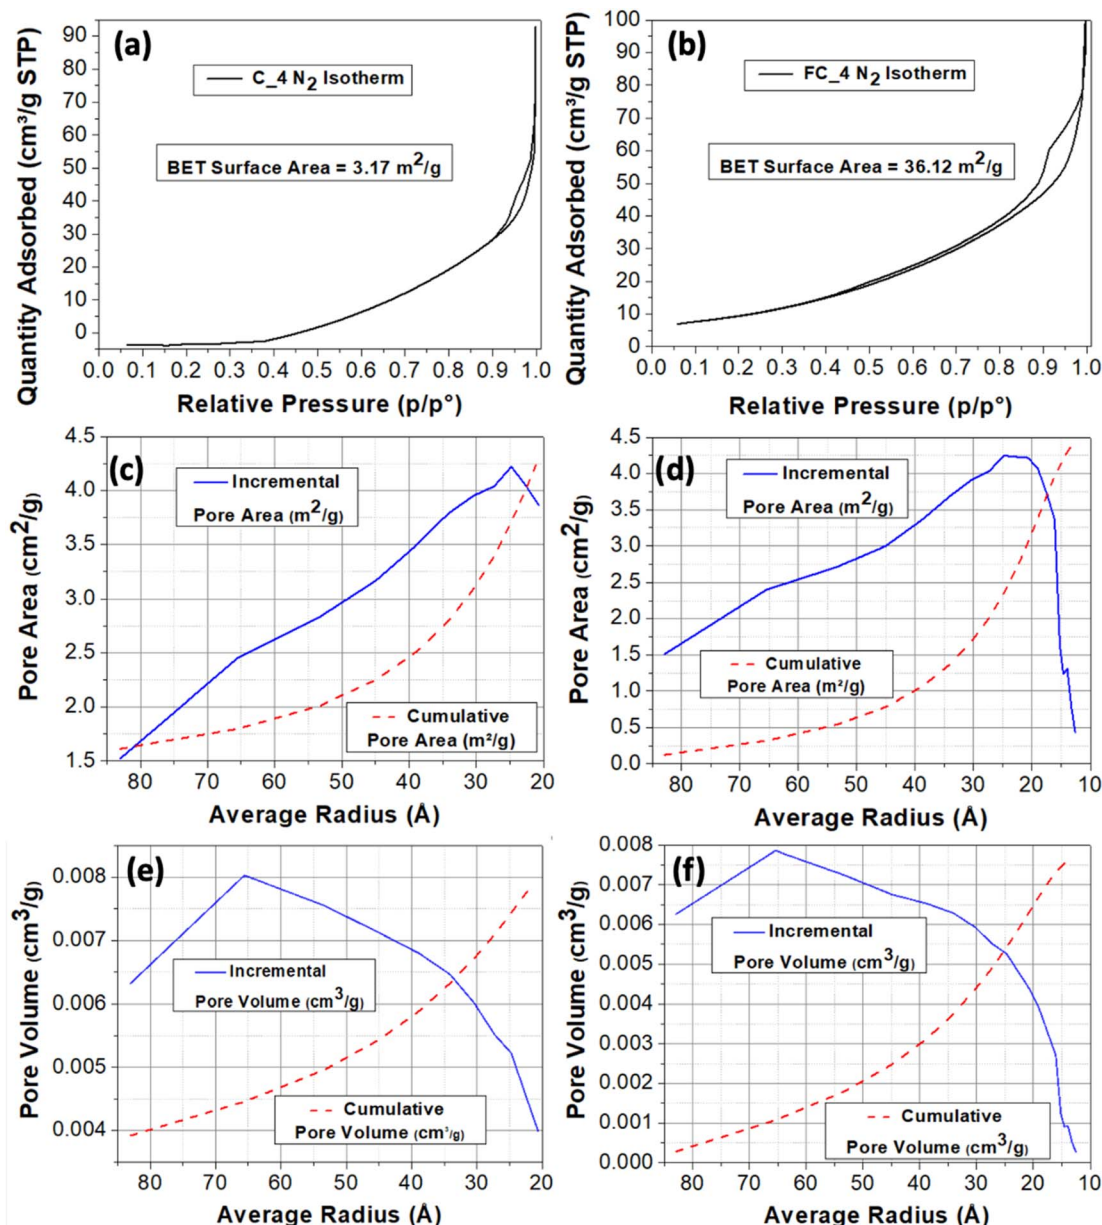 (a)
C_4 N2 Isotherm
BET Surface Area = 3.17 m²/g
Quantity Adsorbed (cm³/g STP)
90
80
70
60
50
40
30
20
10
0
0.0 0.1 0.2 0.3 0.4 0.5 0.6 0.7 0.8 0.9 1.0
Relative Pressure (p/p°)
(b)
FC_4 N2 Isotherm
BET Surface Area = 36.12 m²/g
Quantity Adsorbed (cm³/g STP)
100
90
80
70
60
50
40
30
20
10
0
0.0 0.1 0.2 0.3 0.4 0.5 0.6 0.7 0.8 0.9 1.0
Relative Pressure (p/p°)
(c)
Incremental
Pore Area (m²/g)
Cumulative
Pore Area (m²/g)
Pore Area (cm²/g)
4.5
4.0
3.5
3.0
2.5
2.0
1.5
80 70 60 50 40 30 20
Average Radius (Å)
(d)
Incremental
Pore Area (m²/g)
Cumulative
Pore Area (m²/g)
Pore Area (cm²/g)
4.5
4.0
3.5
3.0
2.5
2.0
1.5
1.0
0.5
0.0
80 70 60 50 40 30 20 10
Average Radius (Å)
(e)
Incremental
Pore Volume (cm³/g)
Cumulative
Pore Volume (cm³/g)
Pore Volume (cm³/g)
0.008
0.007
0.006
0.005
0.004
80 70 60 50 40 30 20
Average Radius (Å)
(f)
Incremental
Pore Volume (cm³/g)
Cumulative
Pore Volume (cm³/g)
Pore Volume (cm³/g)
0.008
0.007
0.006
0.005
0.004
0.003
0.002
0.001
0.000
80 70 60 50 40 30 20 10
Average Radius (Å)